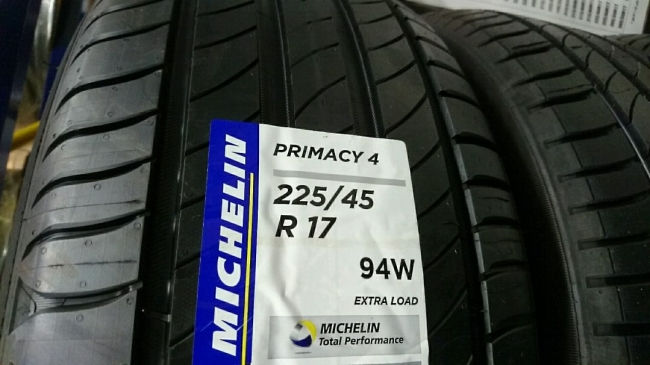 MICHELIN
PRIMACY 4
225/45
R 17
94W
EXTRA LOAD
MICHELIN
Total Performance